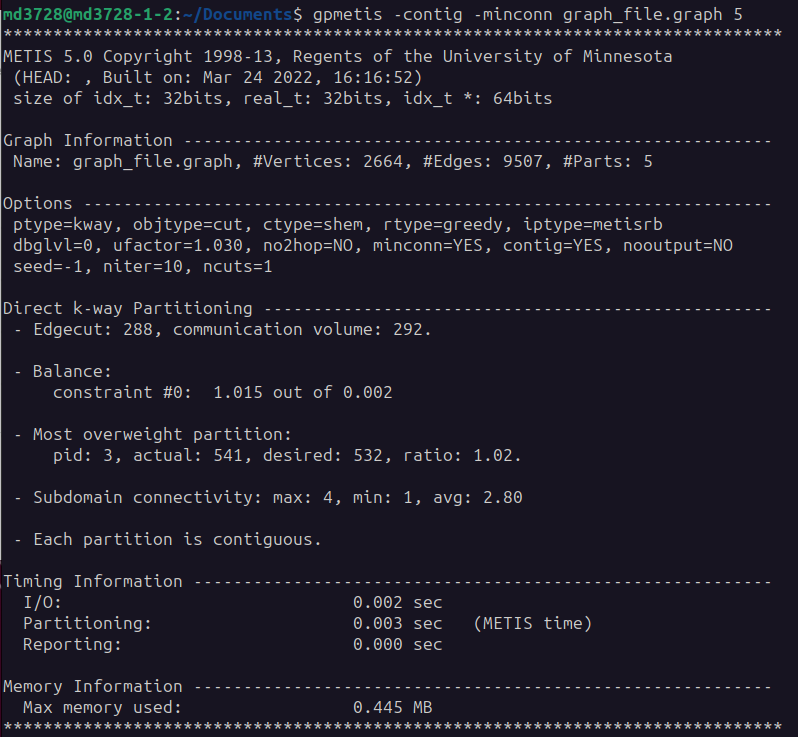 md3728@md3728-1-2:~/Documents$ gpmetis -contig -minconn graph_file.graph 5
******************************************************************************
METIS 5.0 Copyright 1998-13, Regents of the University of Minnesota
 (HEAD: , Built on: Mar 24 2022, 16:16:52)
 size of idx_t: 32bits, real_t: 32bits, idx_t *: 64bits

Graph Information -----------------------------------------------------------
 Name: graph_file.graph, #Vertices: 2664, #Edges: 9507, #Parts: 5

Options ---------------------------------------------------------------------
 ptype=kway, objtype=cut, ctype=shem, rtype=greedy, iptype=metisrb
 dbglvl=0, ufactor=1.030, no2hop=NO, minconn=YES, contig=YES, nooutput=NO
 seed=-1, niter=10, ncuts=1

Direct k-way Partitioning ---------------------------------------------------
 - Edgecut: 288, communication volume: 292.

 - Balance:
     constraint #0:  1.015 out of 0.002

 - Most overweight partition:
     pid: 3, actual: 541, desired: 532, ratio: 1.02.

 - Subdomain connectivity: max: 4, min: 1, avg: 2.80

 - Each partition is contiguous.

Timing Information ----------------------------------------------------------
  I/O:                             0.002 sec
  Partitioning:                    0.003 sec   (METIS time)
  Reporting:                       0.000 sec

Memory Information ----------------------------------------------------------
  Max memory used:                 0.445 MB
******************************************************************************